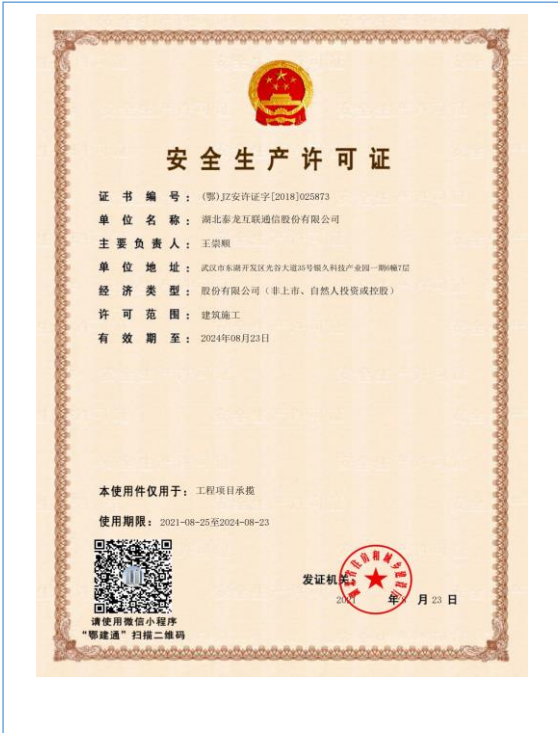 安全生产许可证
证书编号：(鄂)JZ安许证字[2018]025873
单位名称：湖北泰龙互联通信股份有限公司
主要负责人：王崇顺
单位地址：武汉市东湖开发区光谷大道35号银久科技产业园一期6幢7层
经济类型：股份有限公司（非上市、自然人投资或控股）
许可范围：建筑施工
有效期至：2024年08月23日
本使用件仅用于：工程项目承揽
使用期限：2021-08-25至2024-08-23
发证机关
2021 年 月 23 日
请使用微信小程序
“鄂建通”扫描二维码